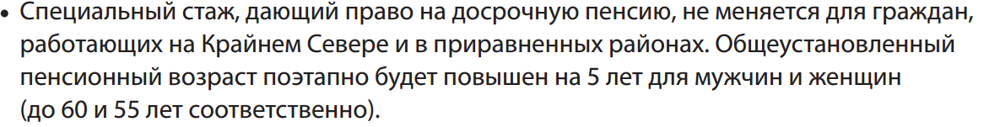 • Специальный стаж, дающий право на досрочную пенсию, не меняется для граждан,
работающих на Крайнем Севере и в приравненных районах. Общеустановленный
пенсионный возраст поэтапно будет повышен на 5 лет для мужчин и женщин
(до 60 и 55 лет соответственно).